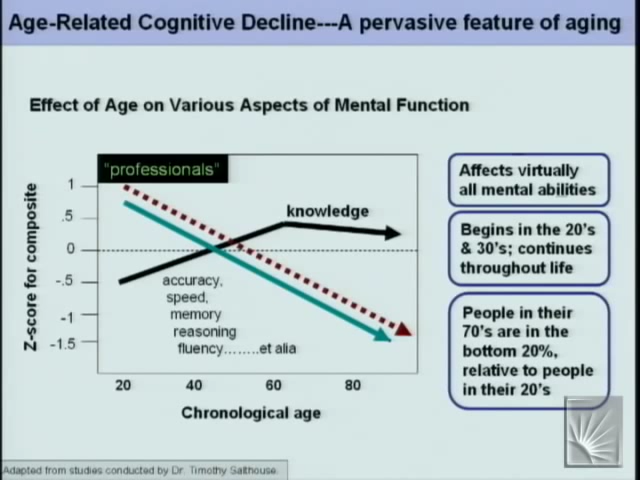 Age-Related Cognitive Decline---A pervasive feature of aging
Effect of Age on Various Aspects of Mental Function
"professionals"
knowledge
accuracy,
speed,
memory
reasoning
fluency........et alia
Z-score for composite
1
.5
0
-.5
-1
-1.5
20 40 60 80
Chronological age
Affects virtually
all mental abilities
Begins in the 20's
& 30's; continues
throughout life
People in their
70's are in the
bottom 20%,
relative to people
in their 20's
Adapted from studies conducted by Dr. Timothy Salthouse